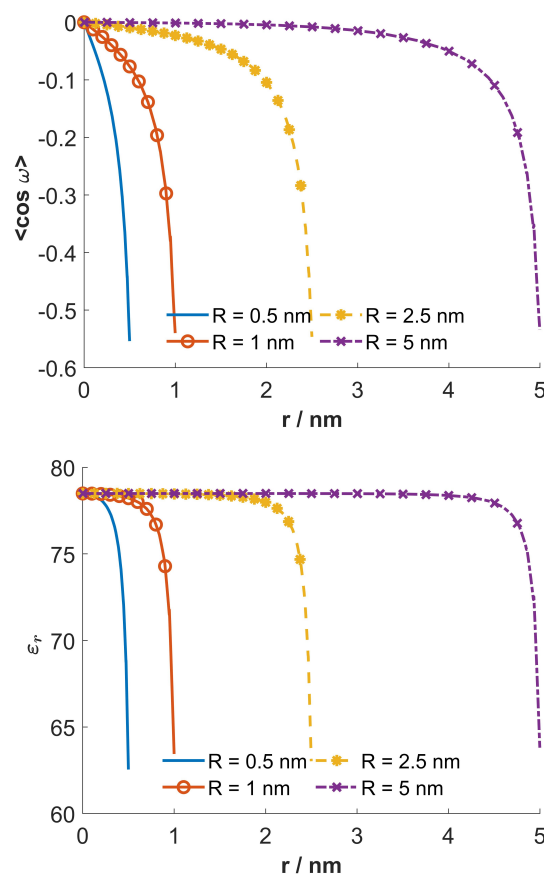 0
-0.1
-0.2
-0.3
-0.4
-0.5
-0.6
<cos ω>
R = 0.5 nm R = 2.5 nm
R = 1 nm R = 5 nm
0 1 2 3 4 5
r / nm
80
75
70
65
60
εr
R = 0.5 nm R = 2.5 nm
R = 1 nm R = 5 nm
0 1 2 3 4 5
r / nm